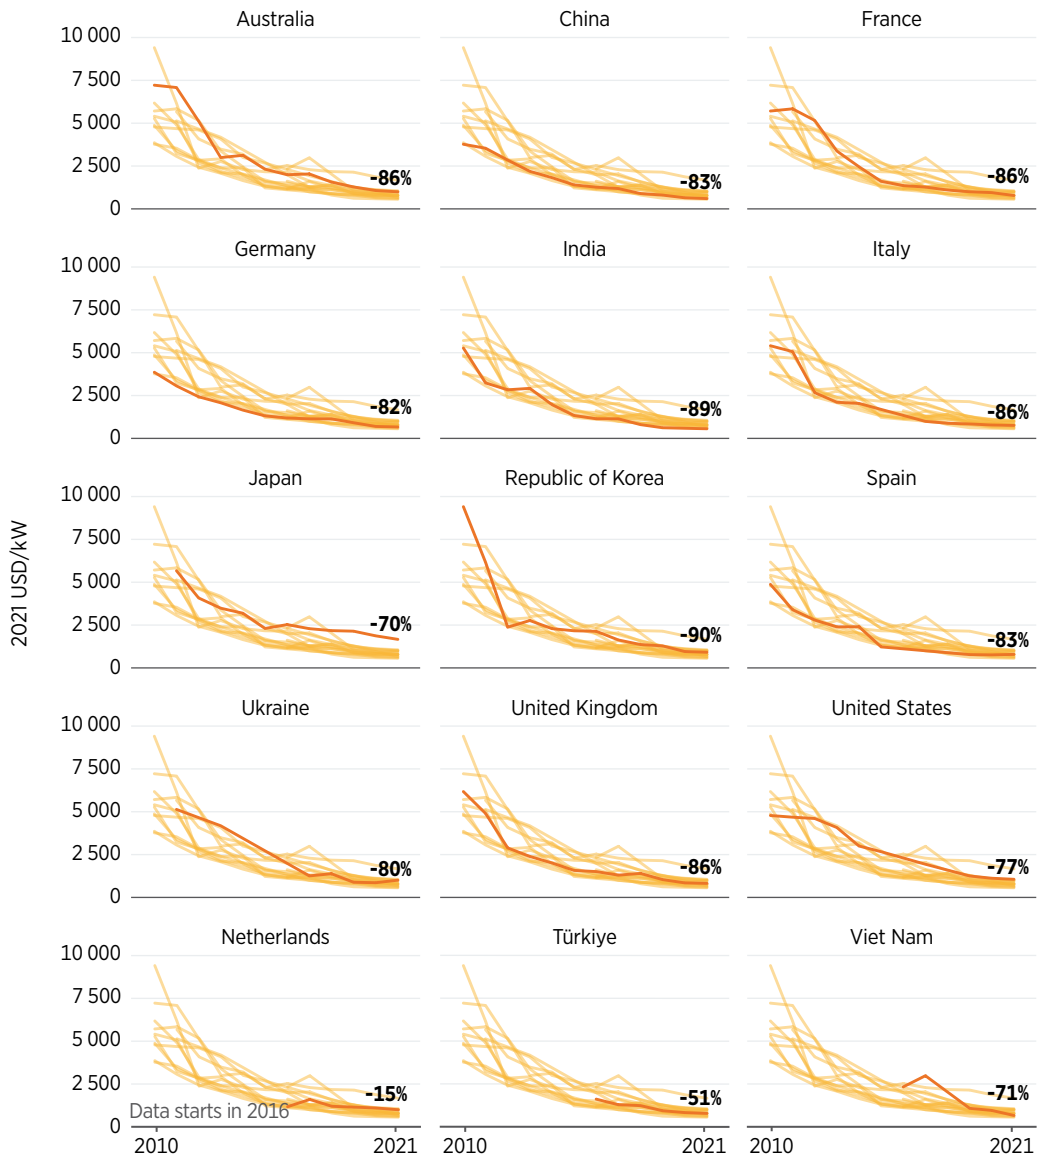 Australia China France
10 000
7 500
5 000
2 500
0
-86% -83% -86%
Germany India Italy
10 000
7 500
5 000
2 500
0
-82% -89% -86%
Japan Republic of Korea Spain
10 000
7 500
5 000
2 500
0
-70% -90% -83%
2021 USD/kW
Ukraine United Kingdom United States
10 000
7 500
5 000
2 500
0
-80% -86% -77%
Netherlands Türkiye Viet Nam
10 000
7 500
5 000
2 500
0
-15% -51% -71%
Data starts in 2016
2010 2021 2010 2021 2010 2021